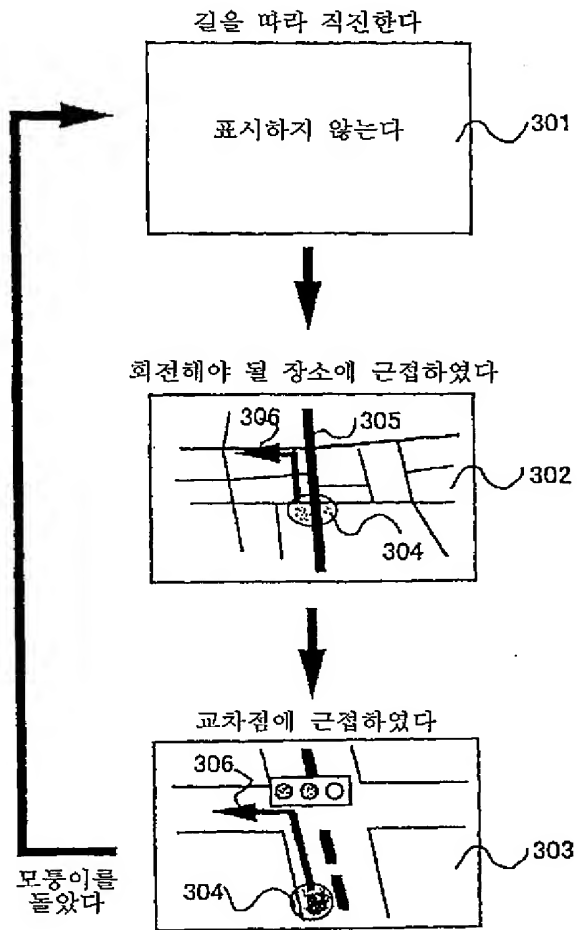 길을 따라 직진한다
표시하지 않는다
301
회전해야 될 장소에 근접하였다
306
305
302
304
교차점에 근접하였다
306
303
304
모퉁이를
돌았다